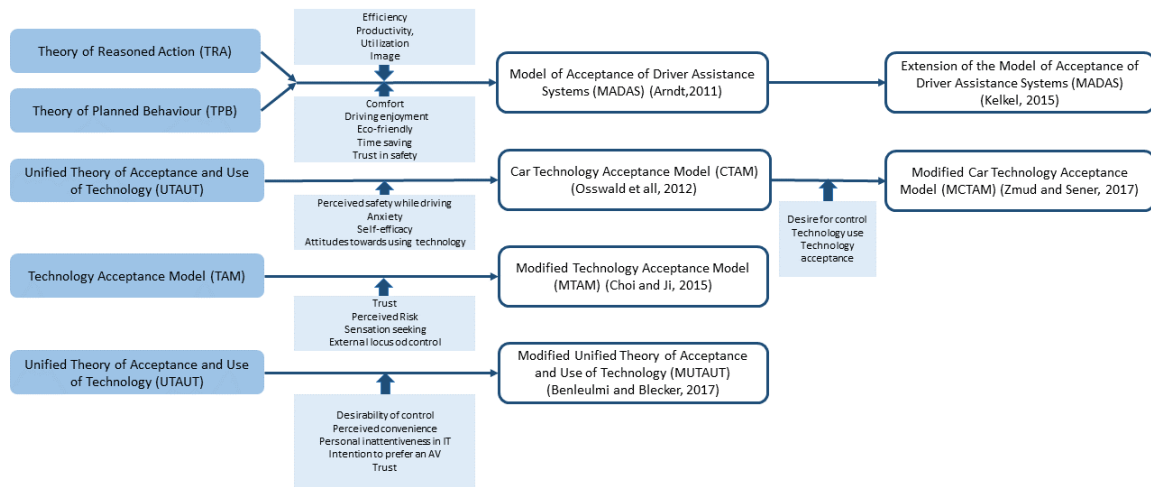 Efficiency
Productivity,
Utilization
Image
Theory of Reasoned Action (TRA)
Theory of Planned Behaviour (TPB)
Model of Acceptance of Driver Assistance
Systems (MADAS) (Arndt,2011)
Extension of the Model of Acceptance of
Driver Assistance Systems (MADAS)
(Kelkel, 2015)
Comfort
Driving enjoyment
Eco-friendly
Time saving
Trust in safety
Unified Theory of Acceptance and Use
of Technology (UTAUT)
Car Technology Acceptance Model (CTAM)
(Osswald et all, 2012)
Modified Car Technology Acceptance
Model (MCTAM) (Zmud and Sener, 2017)
Perceived safety while driving
Anxiety
Self-efficacy
Attitudes towards using technology
Desire for control
Technology use
Technology
acceptance
Technology Acceptance Model (TAM)
Modified Technology Acceptance Model
(MTAM) (Choi and Ji, 2015)
Trust
Perceived Risk
Sensation seeking
External locus od control
Unified Theory of Acceptance and Use
of Technology (UTAUT)
Modified Unified Theory of Acceptance
and Use of Technology (MUTAUT)
(Benleulmi and Blecker, 2017)
Desirability of control
Perceived convenience
Personal inattentiveness in IT
Intention to prefer an AV
Trust